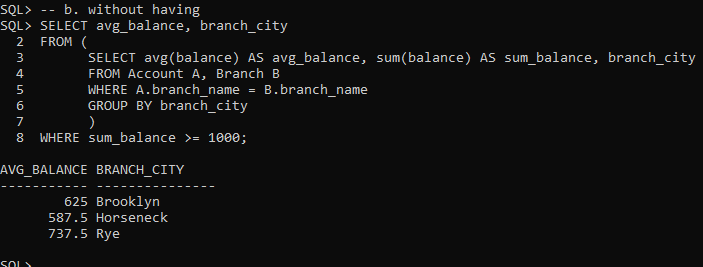 SQL> -- b. without having
SQL> SELECT avg_balance, branch_city
  2  FROM (
  3        SELECT avg(balance) AS avg_balance, sum(balance) AS sum_balance, branch_city
  4        FROM Account A, Branch B
  5        WHERE A.branch_name = B.branch_name
  6        GROUP BY branch_city
  7        )
  8  WHERE sum_balance >= 1000;

AVG_BALANCE BRANCH_CITY
----------- ---------------
        625 Brooklyn
      587.5 Horseneck
      737.5 Rye

SQL>